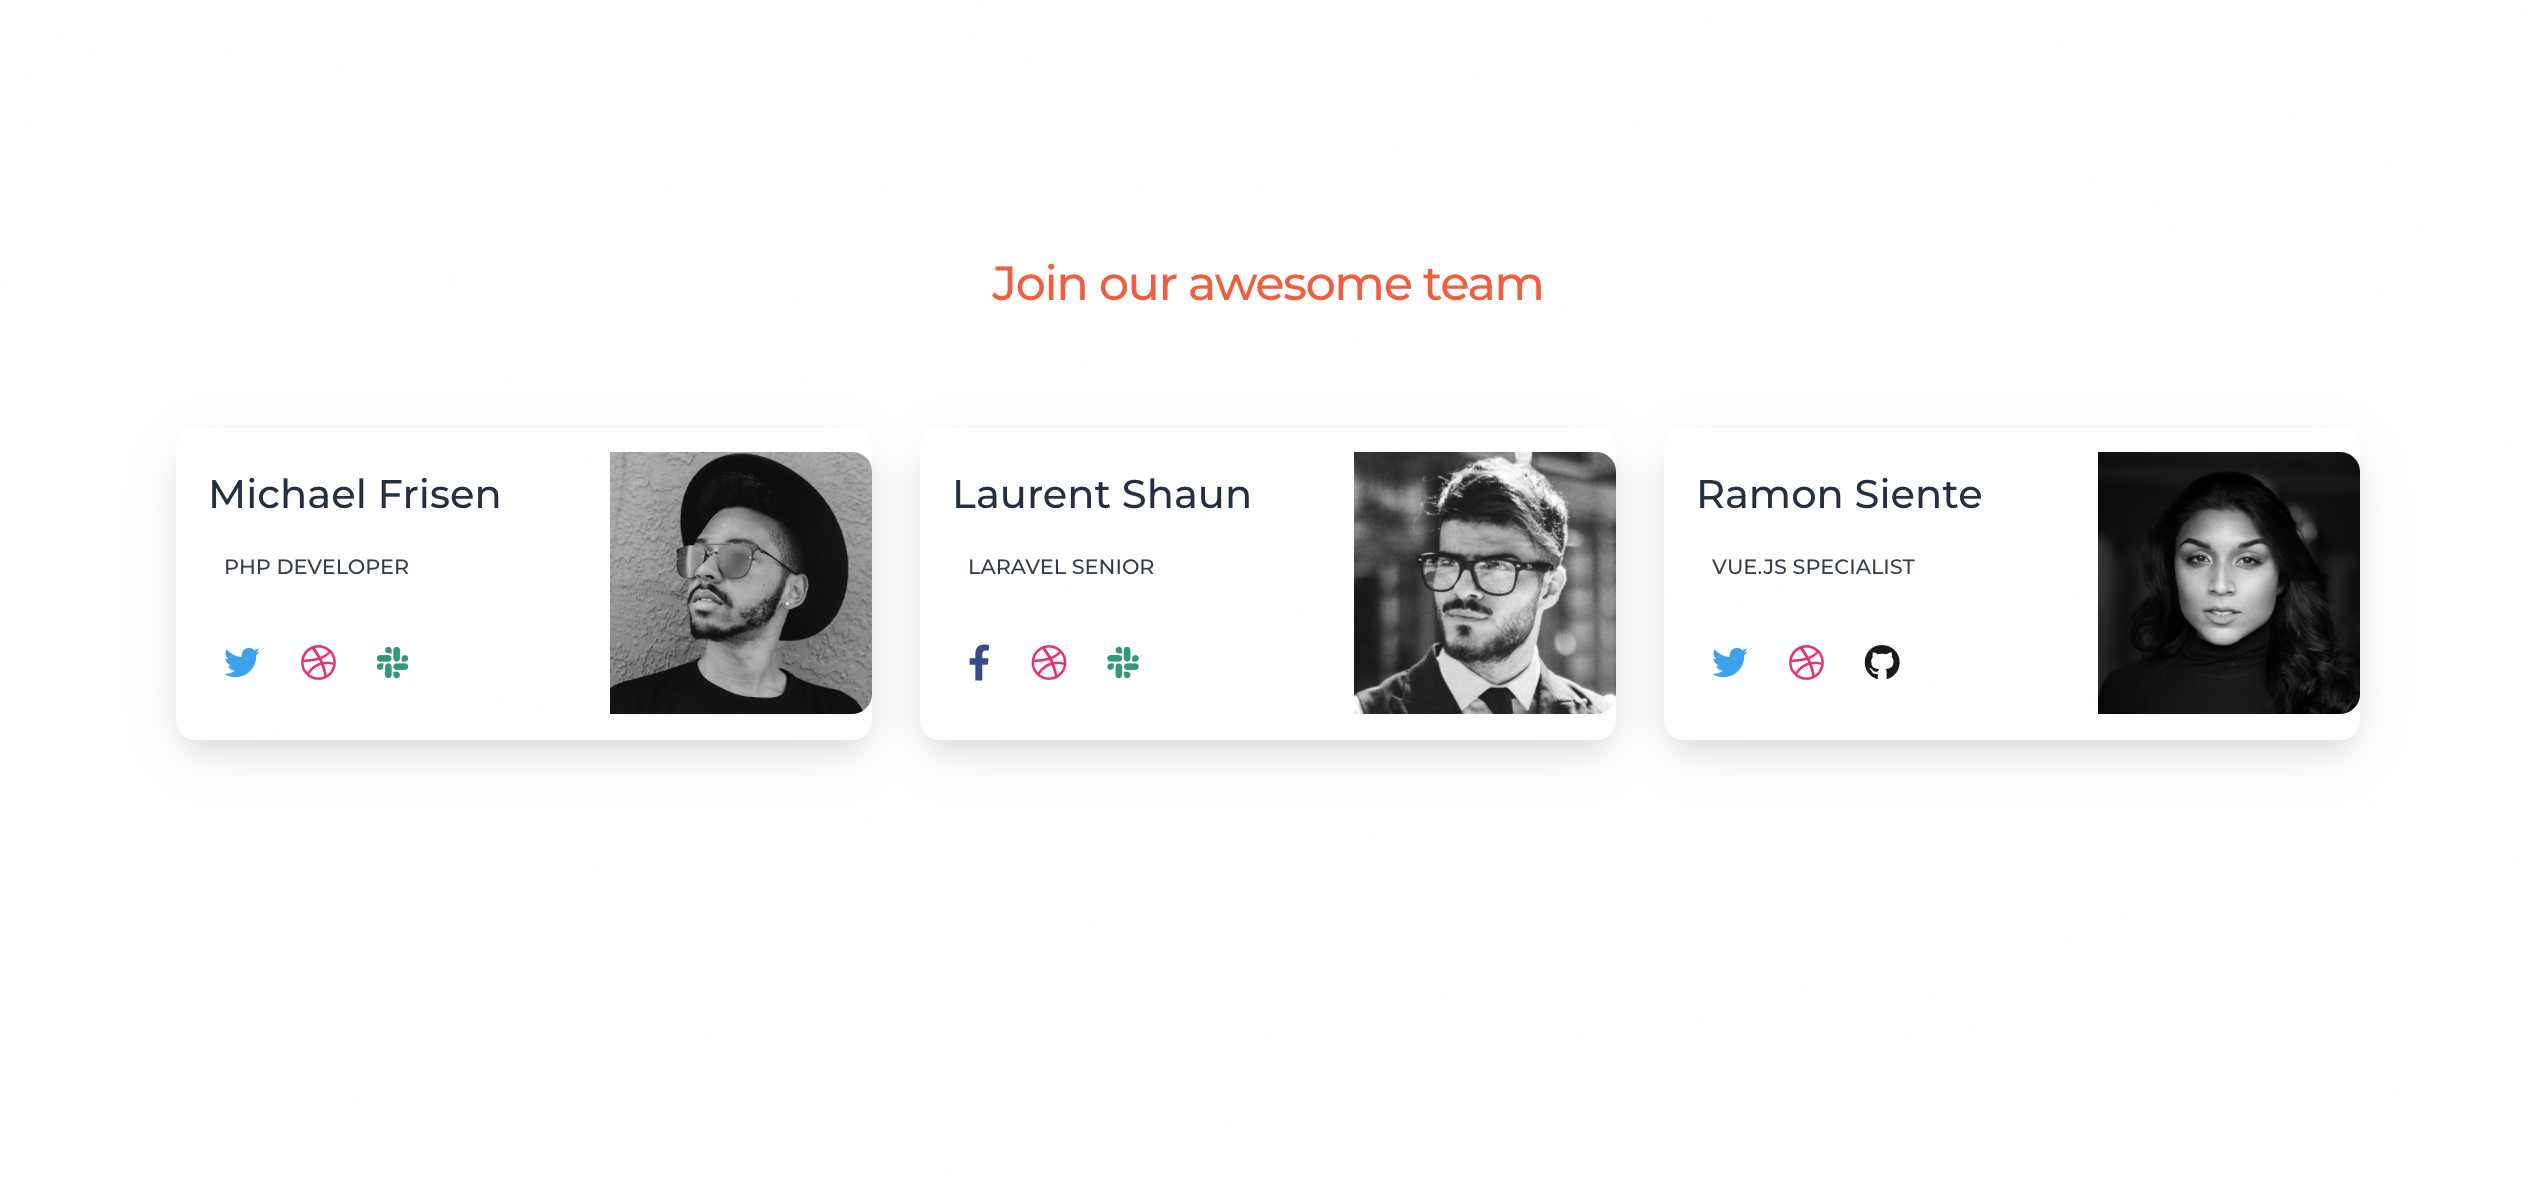 Join our awesome team
Michael Frisen
PHP DEVELOPER
Laurent Shaun
LARAVEL SENIOR
Ramon Siente
VUE.JS SPECIALIST